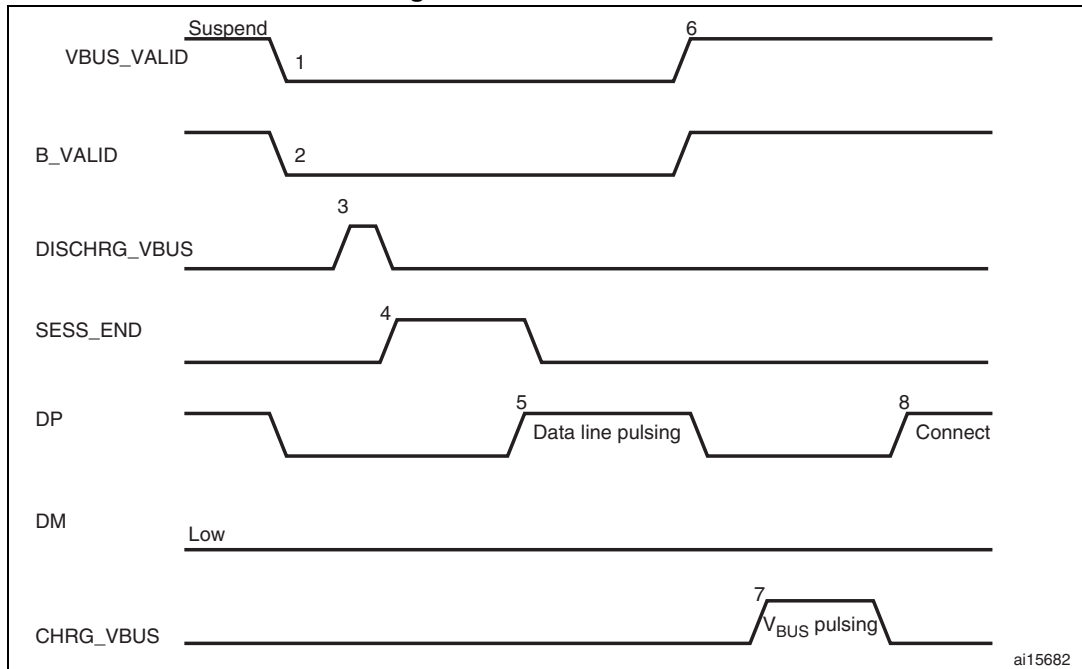 Suspend
6
VBUS_VALID
1
B_VALID
2
3
DISCHRG_VBUS
4
SESS_END
5
8
DP
Data line pulsing
Connect
DM
Low
7
VBUS pulsing
CHRG_VBUS
ai15682